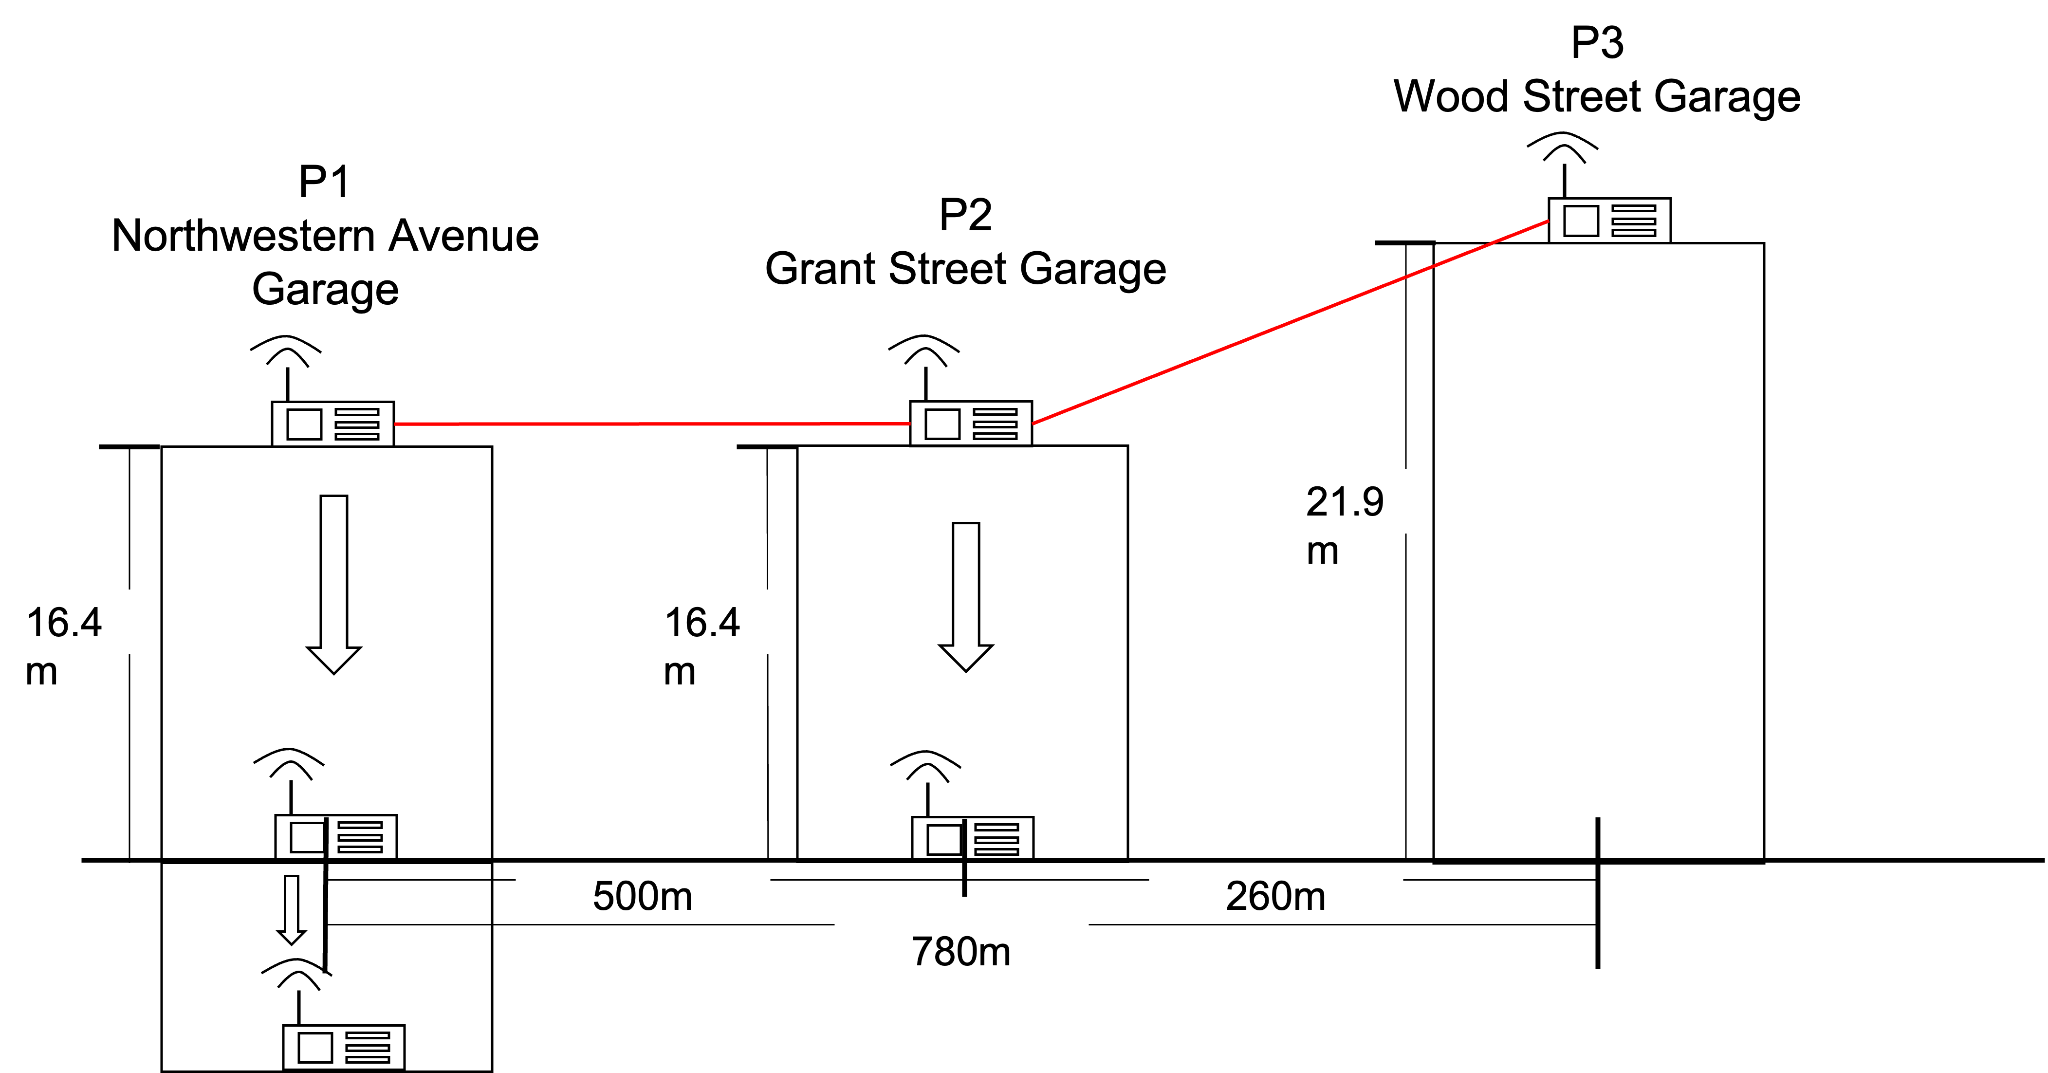 P3
Wood Street Garage
P1
Northwestern Avenue
Garage
P2
Grant Street Garage
16.4
m
16.4
m
21.9
m
500m
260m
780m